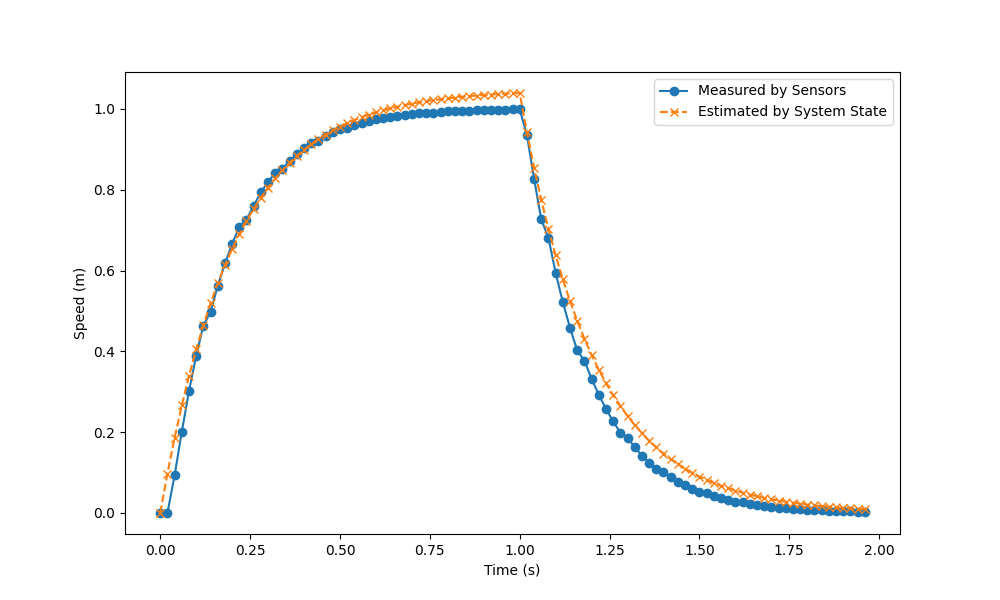 Measured by Sensors
Estimated by System State
1.0
0.8
0.6
0.4
0.2
0.0
Speed (m)
0.00 0.25 0.50 0.75 1.00 1.25 1.50 1.75 2.00
Time (s)